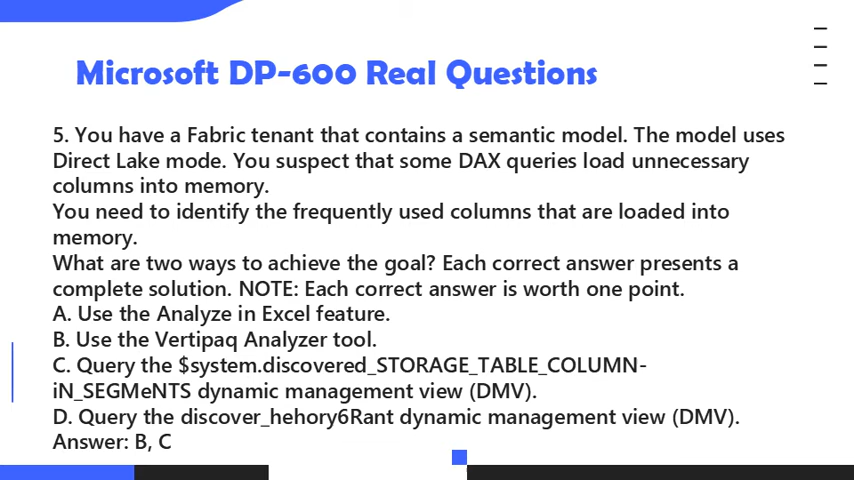 Microsoft DP-600 Real Questions
5. You have a Fabric tenant that contains a semantic model. The model uses
Direct Lake mode. You suspect that some DAX queries load unnecessary
columns into memory.
You need to identify the frequently used columns that are loaded into
memory.
What are two ways to achieve the goal? Each correct answer presents a
complete solution. NOTE: Each correct answer is worth one point.
A. Use the Analyze in Excel feature.
B. Use the Vertipaq Analyzer tool.
C. Query the $system.discovered_STORAGE_TABLE_COLUMN-
iN_SEGMeNTS dynamic management view (DMV).
D. Query the discover_hehory6Rant dynamic management view (DMV).
Answer: B, C